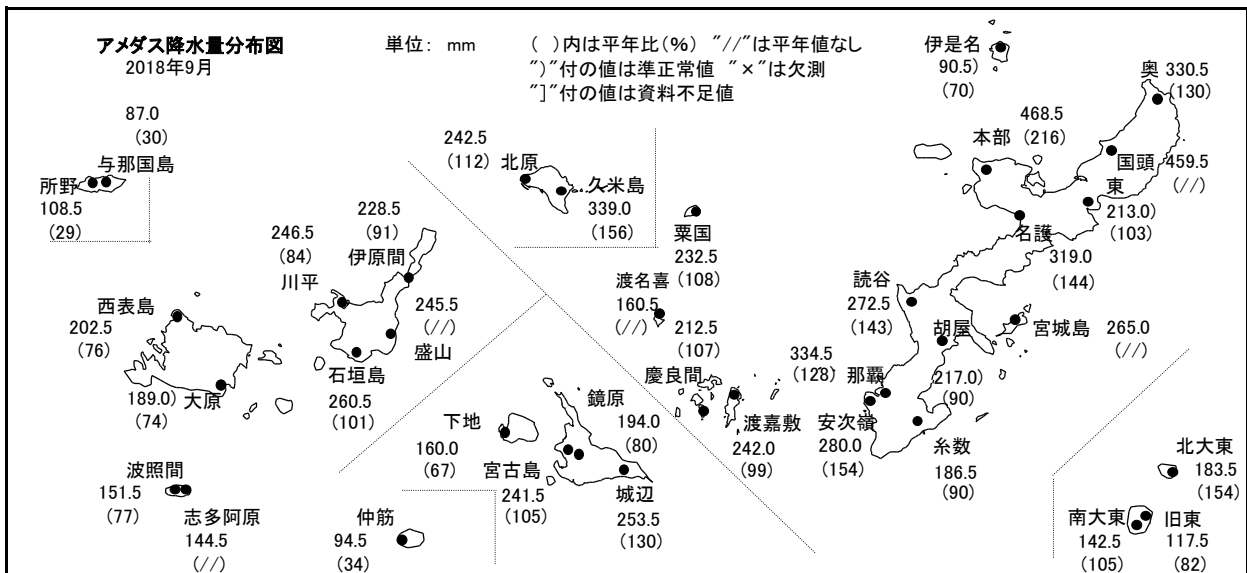 アメダス降水量分布図
2018年9月
単位： mm
（ ）内は平年比（%） ″//″は平年値なし
″)″付の値は準正常値 ″×″は欠測
″]″付の値は資料不足値
伊是名
90.5)
(70)
奥 330.5
(130)
468.5
本部 (216)
国頭 459.5
(//)
東
213.0)
(103)
名護
319.0
(144)
87.0
(30)
与那国島
所野
108.5
(29)
242.5
(112)
北原
久米島
339.0
(156)
粟国
232.5
(108)
渡名喜
160.5
(//)
212.5
(107)
慶良間
渡嘉敷
242.0
(99)
読谷
272.5
(143)
胡屋
217.0)
(90)
宮城島 265.0
(//)
334.5
(128)
那覇
安次嶺
280.0
(154)
糸数
186.5
(90)
228.5
(91)
伊原間
246.5
(84)
川平
245.5
(//)
盛山
石垣島
260.5
(101)
西表島
202.5
(76)
189.0)
(74)
大原
波照間
151.5
(77)
志多阿原
144.5
(//)
仲筋
94.5
(34)
下地
160.0
(67)
鏡原
194.0
(80)
宮古島
241.5
(105)
城辺
253.5
(130)
北大東
183.5
(154)
南大東
142.5
(105)
旧東
117.5
(82)